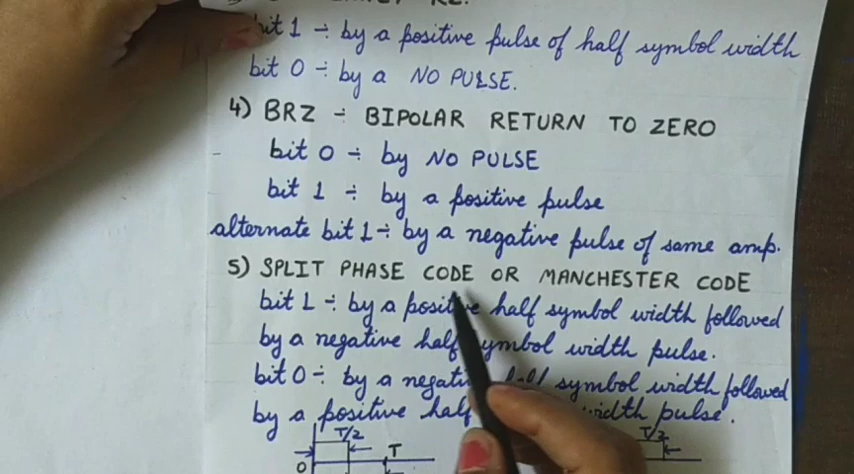 bit 1 ÷ by a positive pulse of half symbol width
bit 0 ÷ by a NO PULSE.
4) BRZ ÷ BIPOLAR RETURN TO ZERO
bit 0 ÷ by NO PULSE
bit 1 ÷ by a positive pulse
alternate bit 1 ÷ by a negative pulse of same amp.
5) SPLIT PHASE CODE OR MANCHESTER CODE
bit 1 ÷ by a positive half symbol width followed
by a negative half symbol width pulse.
bit 0 ÷ by a negative half symbol width followed
by a positive half width pulse.
T/2 T T/2
0